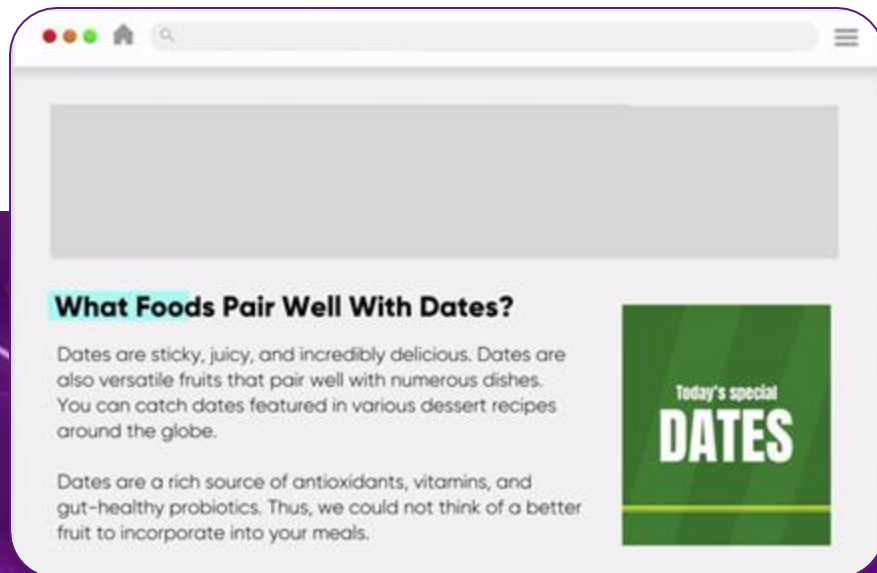 What Foods Pair Well With Dates?
Dates are sticky, juicy, and incredibly delicious. Dates are
also versatile fruits that pair well with numerous dishes.
You can catch dates featured in various dessert recipes
around the globe.
Dates are a rich source of antioxidants, vitamins, and
gut-healthy probiotics. Thus, we could not think of a better
fruit to incorporate into your meals.
Today's special
DATES